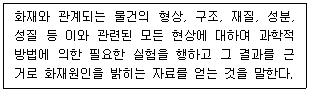 화재와 관계되는 물건의 형상, 구조, 재질, 성분,
성질 등 이와 관련된 모든 현상에 대하며 과학적
방법에 의한 필요한 실험을 행하고 그 결과를 근
거로 화재원인을 밝히는 자료를 얻는 것을 말한다.